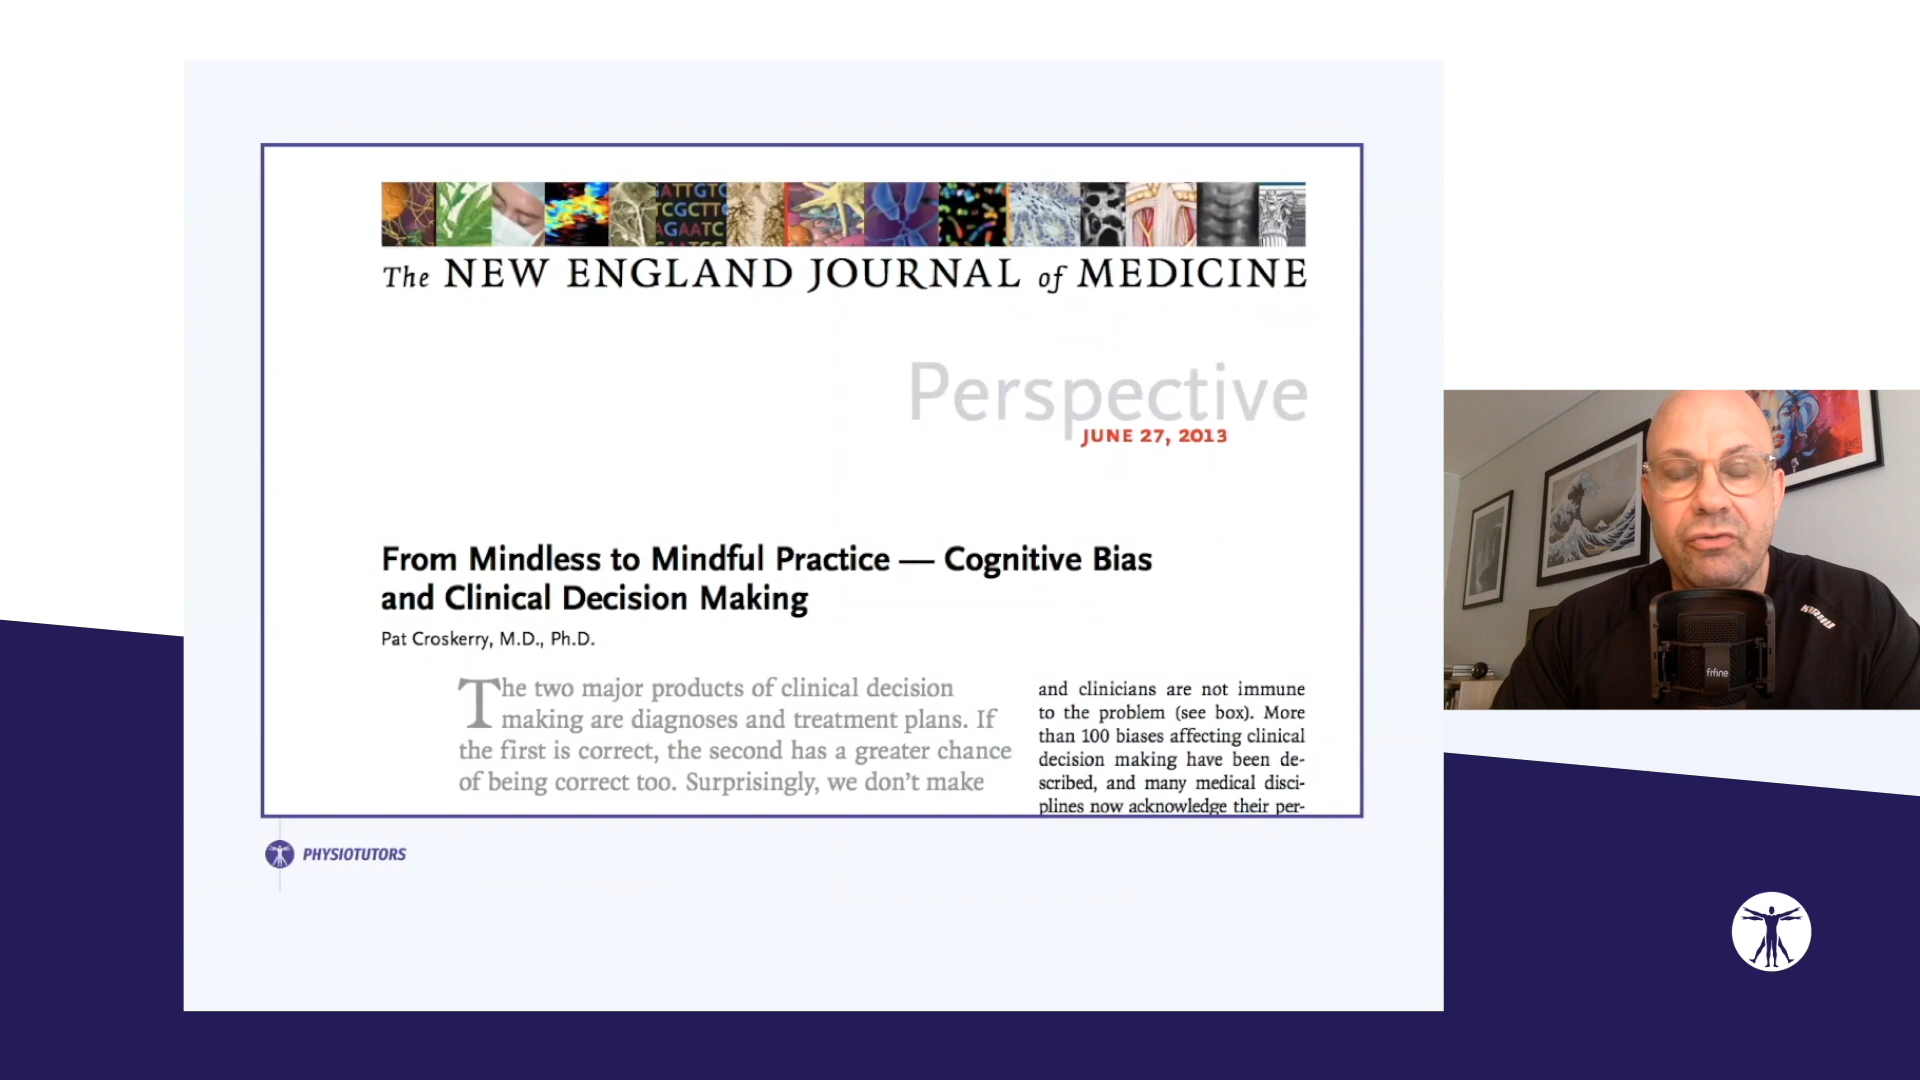 ATTGTC
TCGCTT
AGAATC
The NEW ENGLAND JOURNAL of MEDICINE
Perspective
JUNE 27, 2013
From Mindless to Mindful Practice — Cognitive Bias
and Clinical Decision Making
Pat Croskerry, M.D., Ph.D.
The two major products of clinical decision
making are diagnoses and treatment plans. If
the first is correct, the second has a greater chance
of being correct too. Surprisingly, we don't make
and clinicians are not immune
to the problem (see box). More
than 100 biases affecting clinical
decision making have been de-
scribed, and many medical disci-
plines now acknowledge their per-
PHYSIOTUTORS
fifine